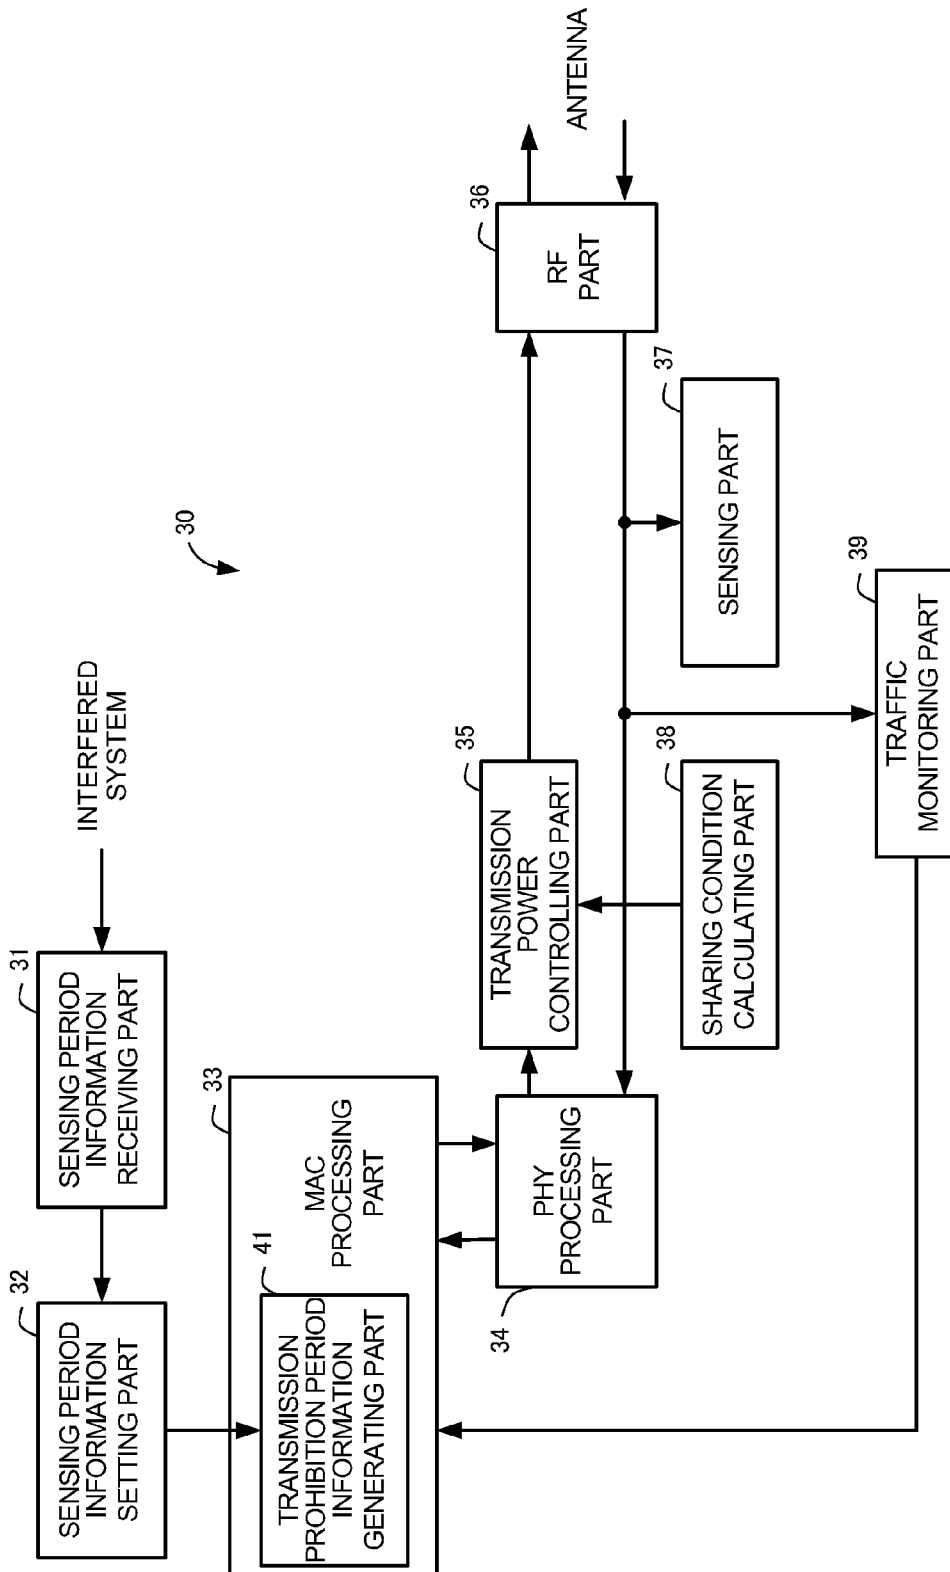 30
INTERFERED
SYSTEM
31
SENSING PERIOD
INFORMATION
RECEIVING PART
32
SENSING PERIOD
INFORMATION
SETTING PART
33
MAC
PROCESSING
PART
41
TRANSMISSION
PROHIBITION PERIOD
INFORMATION
GENERATING PART
34
PHY
PROCESSING
PART
35
TRANSMISSION
POWER
CONTROLLING PART
36
RF
PART
ANTENNA
37
SENSING PART
38
SHARING CONDITION
CALCULATING PART
39
TRAFFIC
MONITORING PART